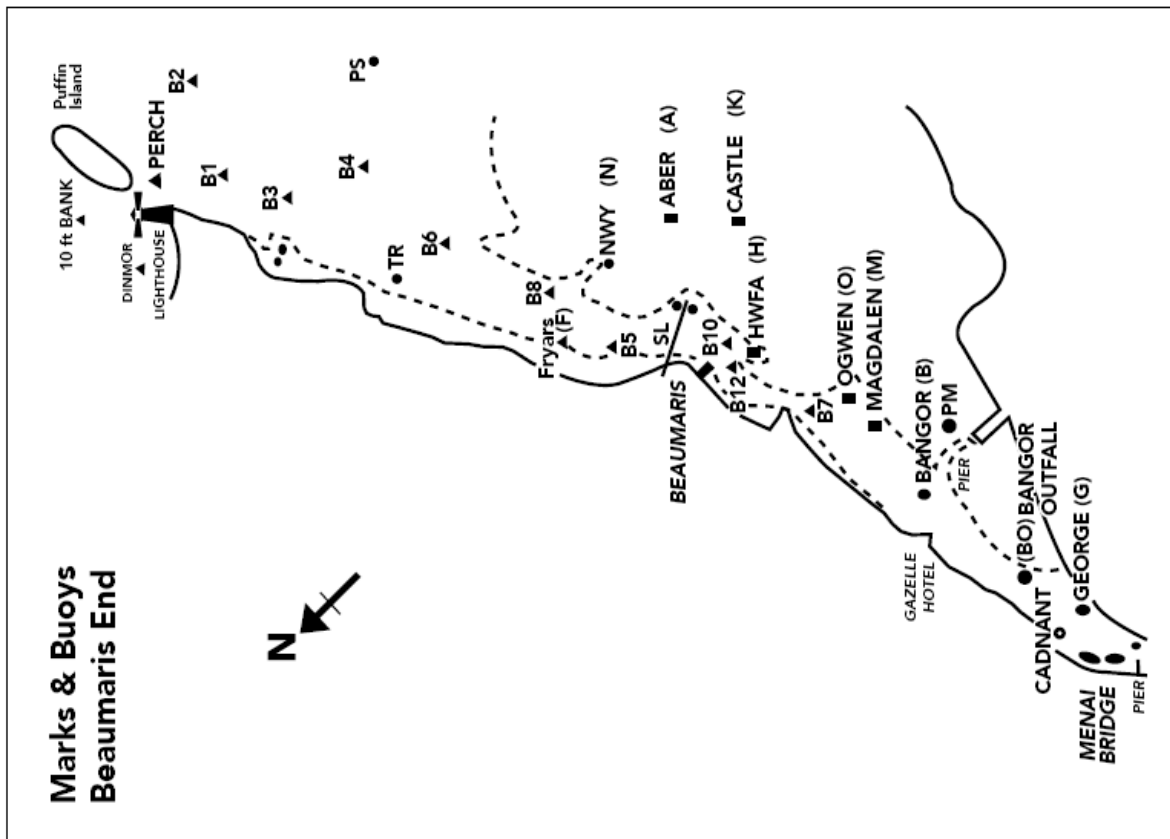 Marks & Buoys
Beaumaris End
N
Puffin
Island
10 ft BANK
PERCH
B2
DINMOR
LIGHTHOUSE
B1
B3
PS
B4
TR
B6
Fryars
(F)
B8
NWY (N)
B5
SL
ABER (A)
BEAUMARIS
B10
CASTLE (K)
B12
HWFA (H)
B7
OGWEN (O)
MAGDALEN (M)
BANGOR (B)
PM
GAZELLE
HOTEL
PIER
(BO) BANGOR
OUTFALL
CADNANT
GEORGE (G)
MENAI
BRIDGE
PIER